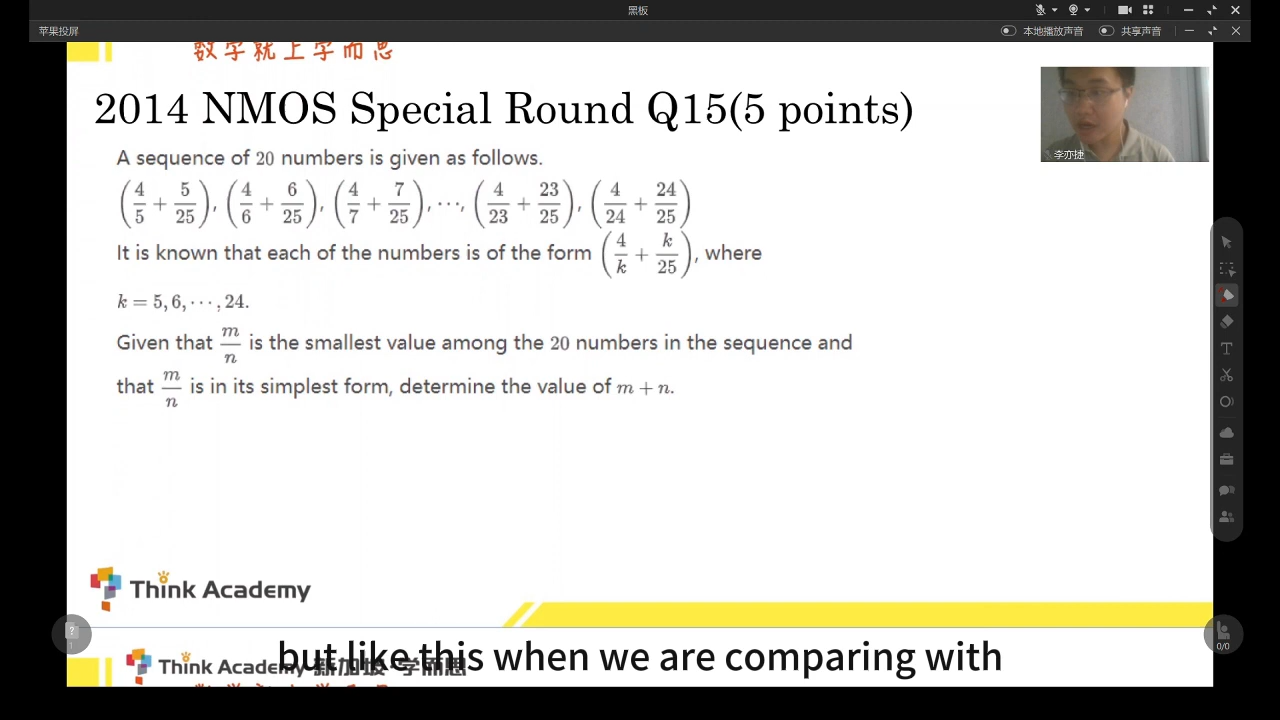 黑板
苹果投屏
本地播放声音 共享声音
数学就上学而思
2014 NMOS Special Round Q15(5 points)
李亦捷
A sequence of 20 numbers is given as follows.
(4/5 + 5/25), (4/6 + 6/25), (4/7 + 7/25), ⋯, (4/23 + 23/25), (4/24 + 24/25)
It is known that each of the numbers is of the form (4/k + k/25), where
k = 5, 6, ⋯, 24.
Given that m/n is the smallest value among the 20 numbers in the sequence and
that m/n is in its simplest form, determine the value of m + n.
Think Academy
?
1
0/0
but like this when we are comparing with
Think Academy 新加坡·学而思